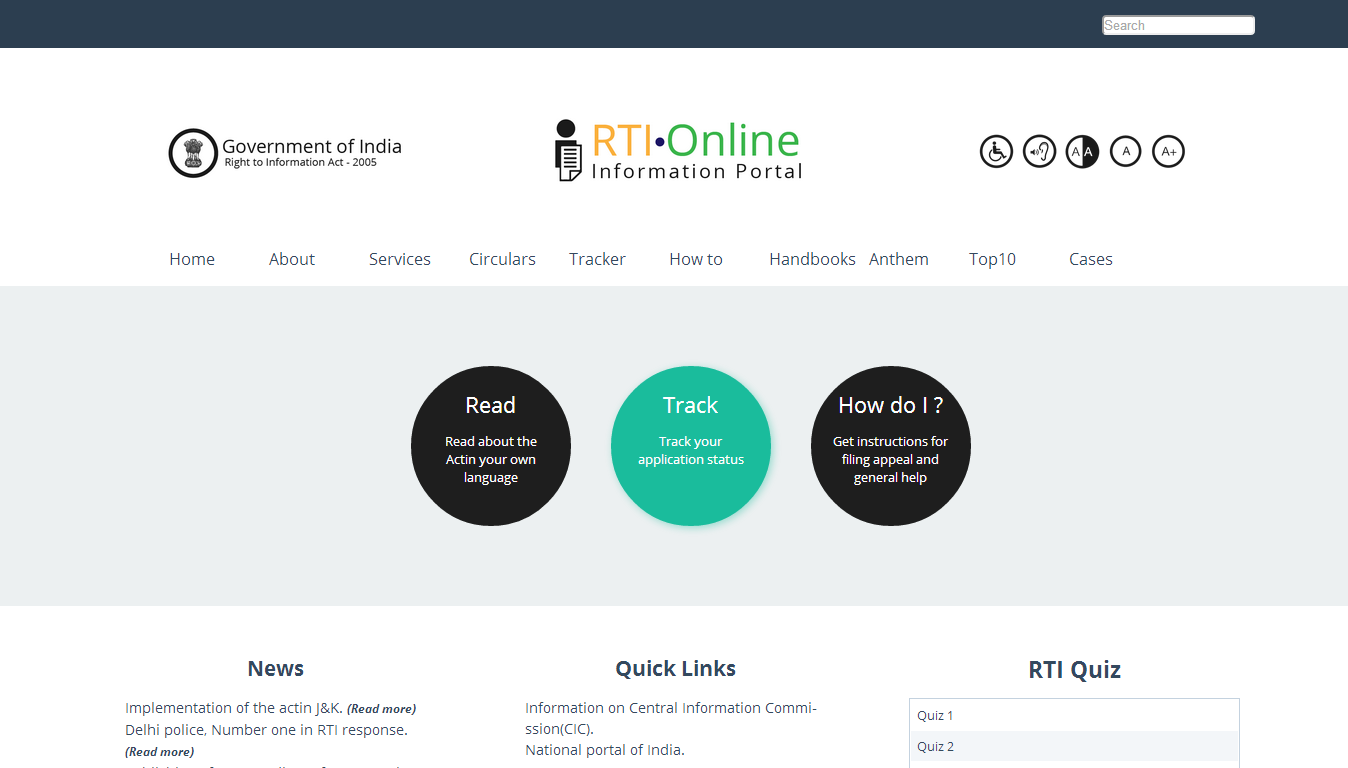 Search
Government of India
Right to Information Act - 2005
RTI•Online
Information Portal
A A
A
A+
Home About Services Circulars Tracker How to Handbooks Anthem Top10 Cases
Read
Read about the
Actin your own
language
Track
Track your
application status
How do I ?
Get instructions for
filing appeal and
general help
News
Implementation of the actin J&K. (Read more)
Delhi police, Number one in RTI response.
(Read more)
Quick Links
Information on Central Information Commi-
ssion(CIC).
National portal of India.
RTI Quiz
Quiz 1
Quiz 2